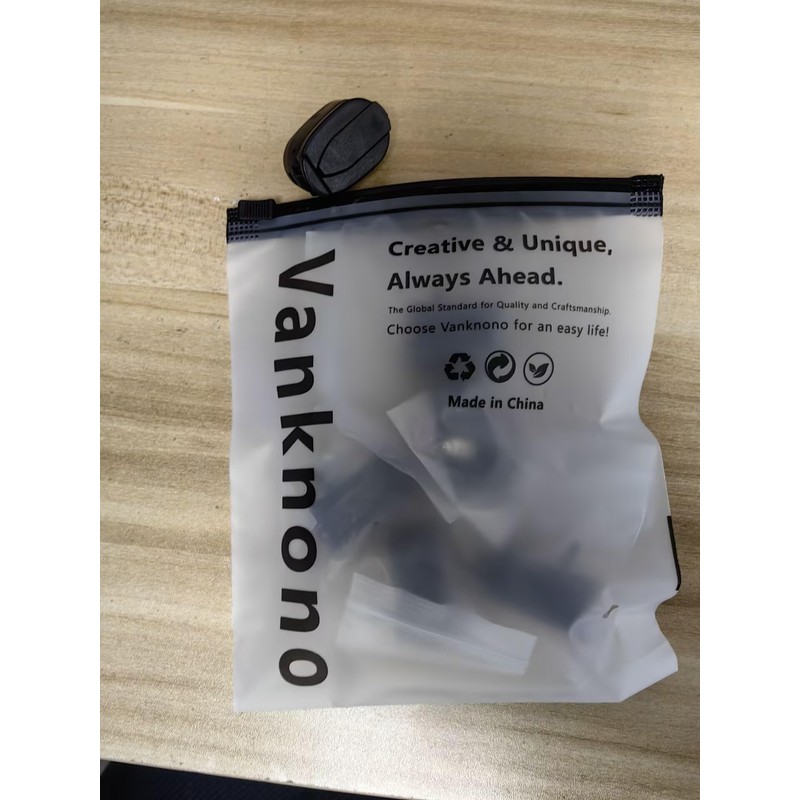 Vanknono
Creative & Unique,
Always Ahead.
The Global Standard for Quality and Craftsmanship.
Choose Vanknono for an easy life!
Made in China